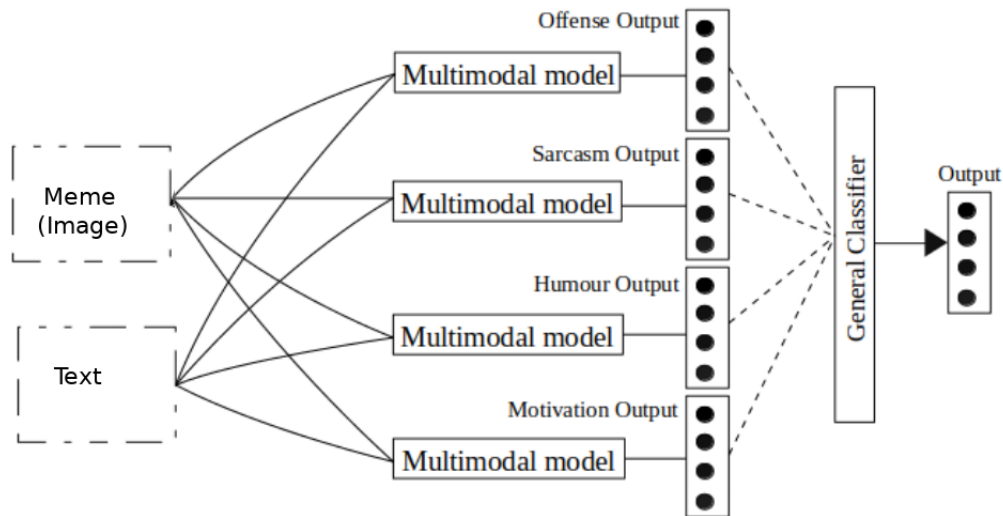 Offense Output
Multimodal model
Sarcasm Output
Multimodal model
Humour Output
Multimodal model
Motivation Output
Multimodal model
Meme
(Image)
Text
General Classifier
Output